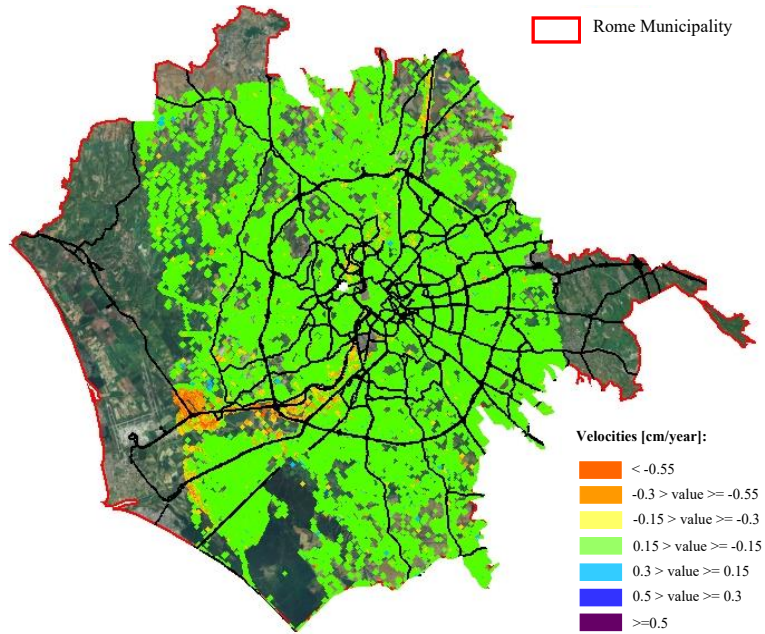 Rome Municipality
Velocities [cm/year]:
< -0.55
-0.3 > value >= -0.55
-0.15 > value >= -0.3
0.15 > value >= -0.15
0.3 > value >= 0.15
0.5 > value >= 0.3
>=0.5